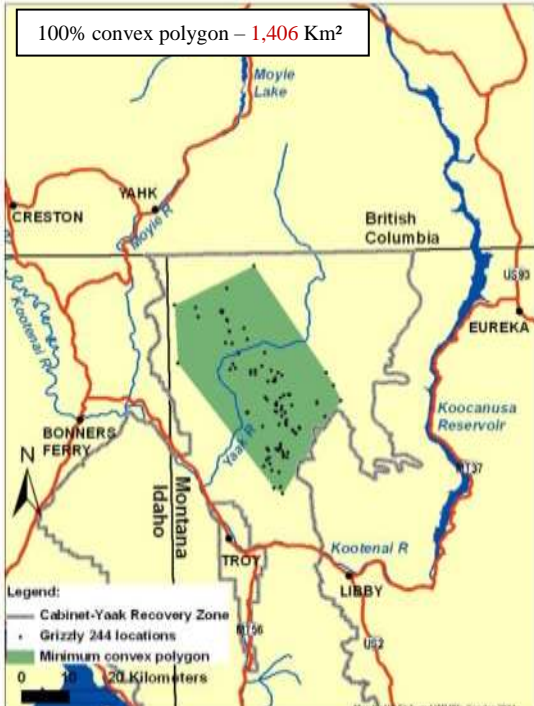 100% convex polygon – 1,406 Km²
Moyie
Lake
YAHK
CRESTON
Moyie R
British
Columbia
US93
Kootenai R
EUREKA
Koocanusa
Reservoir
BONNERS
FERRY
Yaak R
N
Montana
Idaho
MT37
Kootenai R
TROY
LIBBY
Legend:
Cabinet-Yaak Recovery Zone
Grizzly 244 locations
Minimum convex polygon
MT56
US2
0 10 20 Kilometers